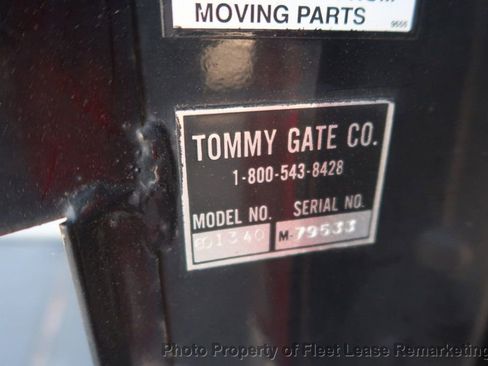 MOVING PARTS
9666
TOMMY GATE CO.
1-800-543-8428
MODEL NO. SERIAL NO.
M-79533
Photo Property of Fleet Lease Remarketing